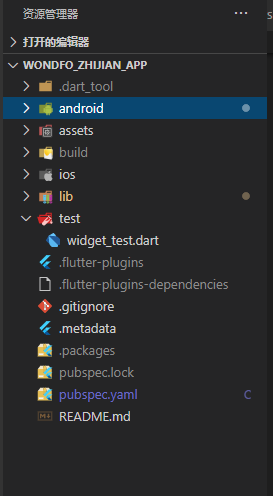 资源管理器
打开的编辑器
WONDFO_ZHIJIAN_APP
.dart_tool
android
assets
build
ios
lib
test
widget_test.dart
.flutter-plugins
.flutter-plugins-dependencies
.gitignore
.metadata
.packages
pubspec.lock
pubspec.yaml C
README.md